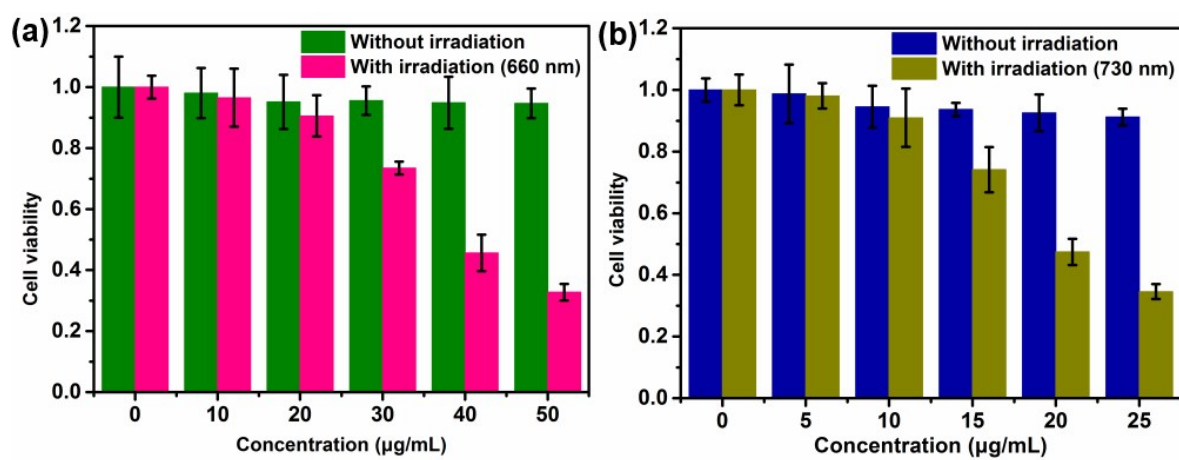 (a)
Without irradiation
With irradiation (660 nm)
Cell viability
1.2
1.0
0.8
0.6
0.4
0.2
0.0
0 10 20 30 40 50
Concentration (µg/mL)
(b)
Without irradiation
With irradiation (730 nm)
Cell viability
1.2
1.0
0.8
0.6
0.4
0.2
0.0
0 5 10 15 20 25
Concentration (µg/mL)